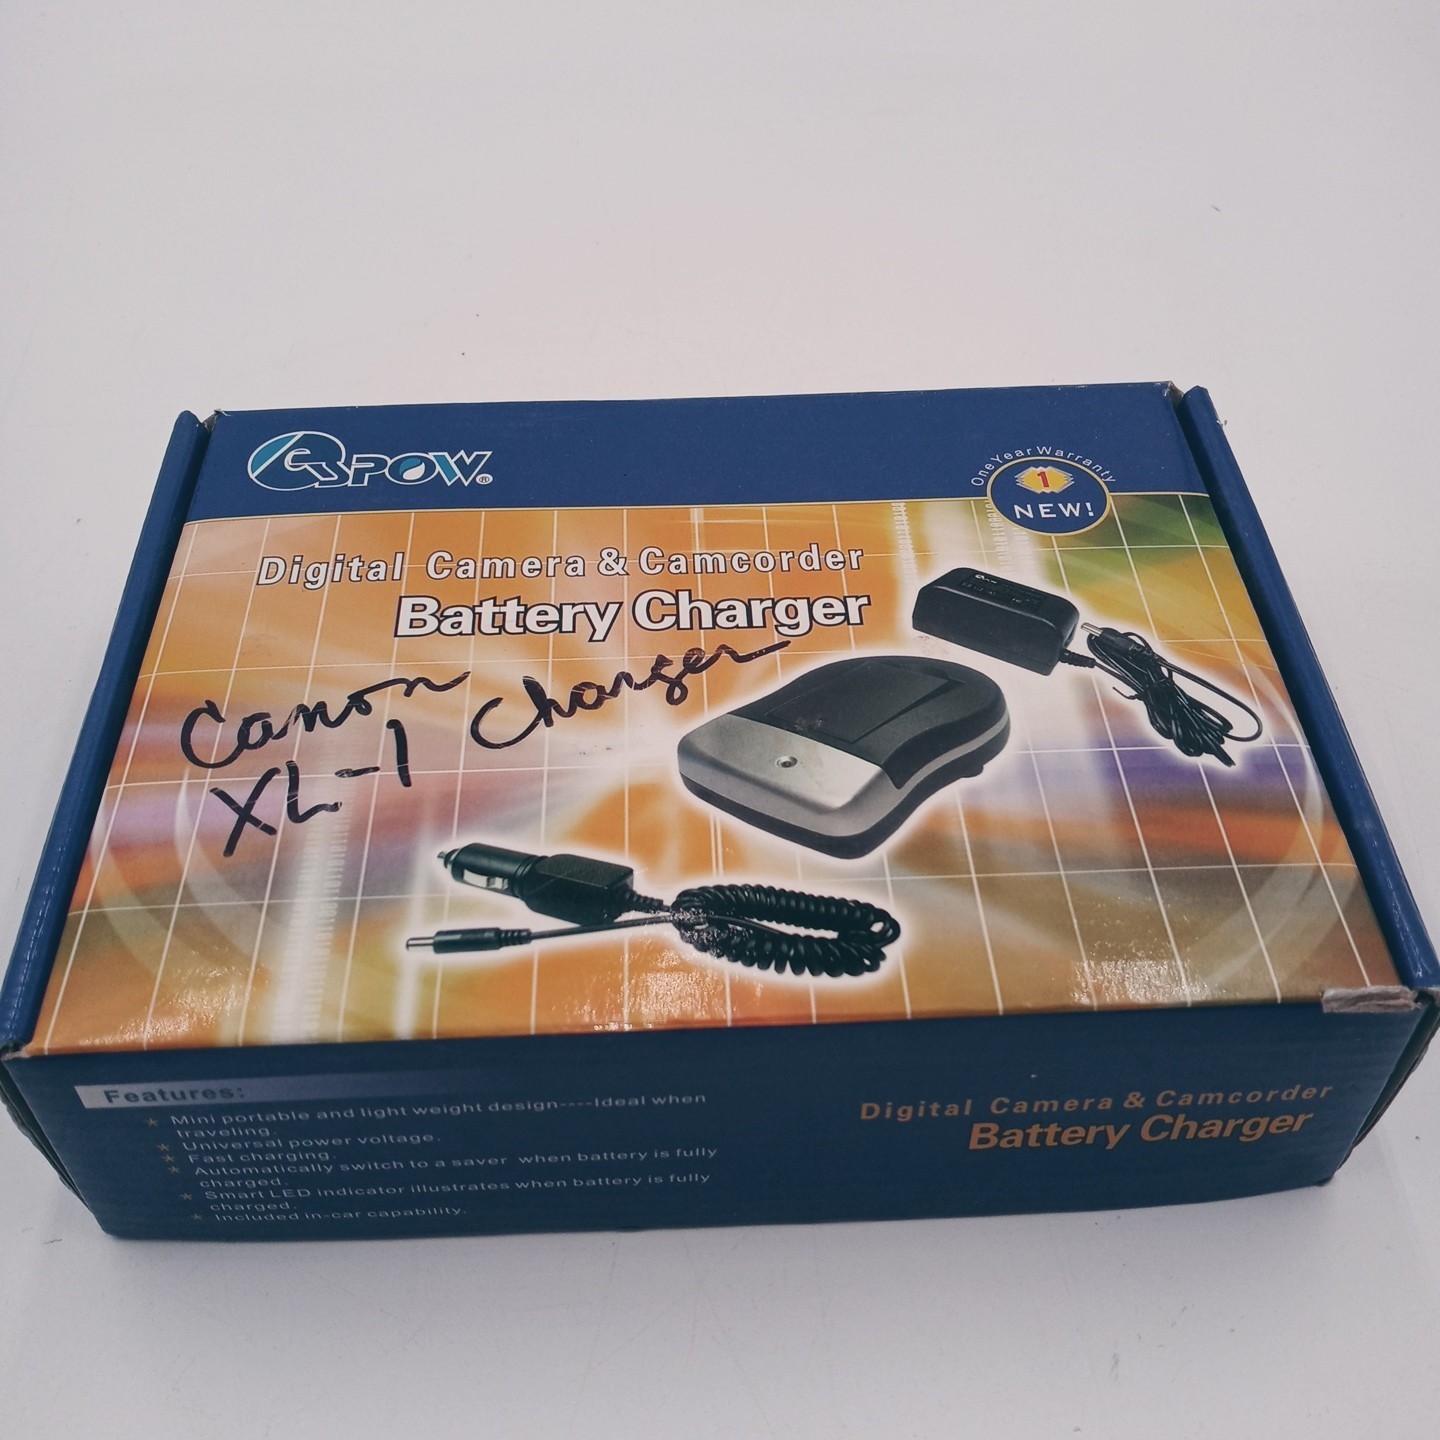 eSPOW®
One Year Warranty
1
NEW!
Digital Camera & Camcorder
Battery Charger
Canon
XL-1 Charger
Features:
★ Mini portable and light weight design----Ideal when
traveling.
★ Universal power voltage.
★ Fast charging.
★ Automatically switch to a saver when battery is fully
charged.
★ Smart LED indicator illustrates when battery is fully
charged.
★ Included in-car capability.
Digital Camera & Camcorder
Battery Charger